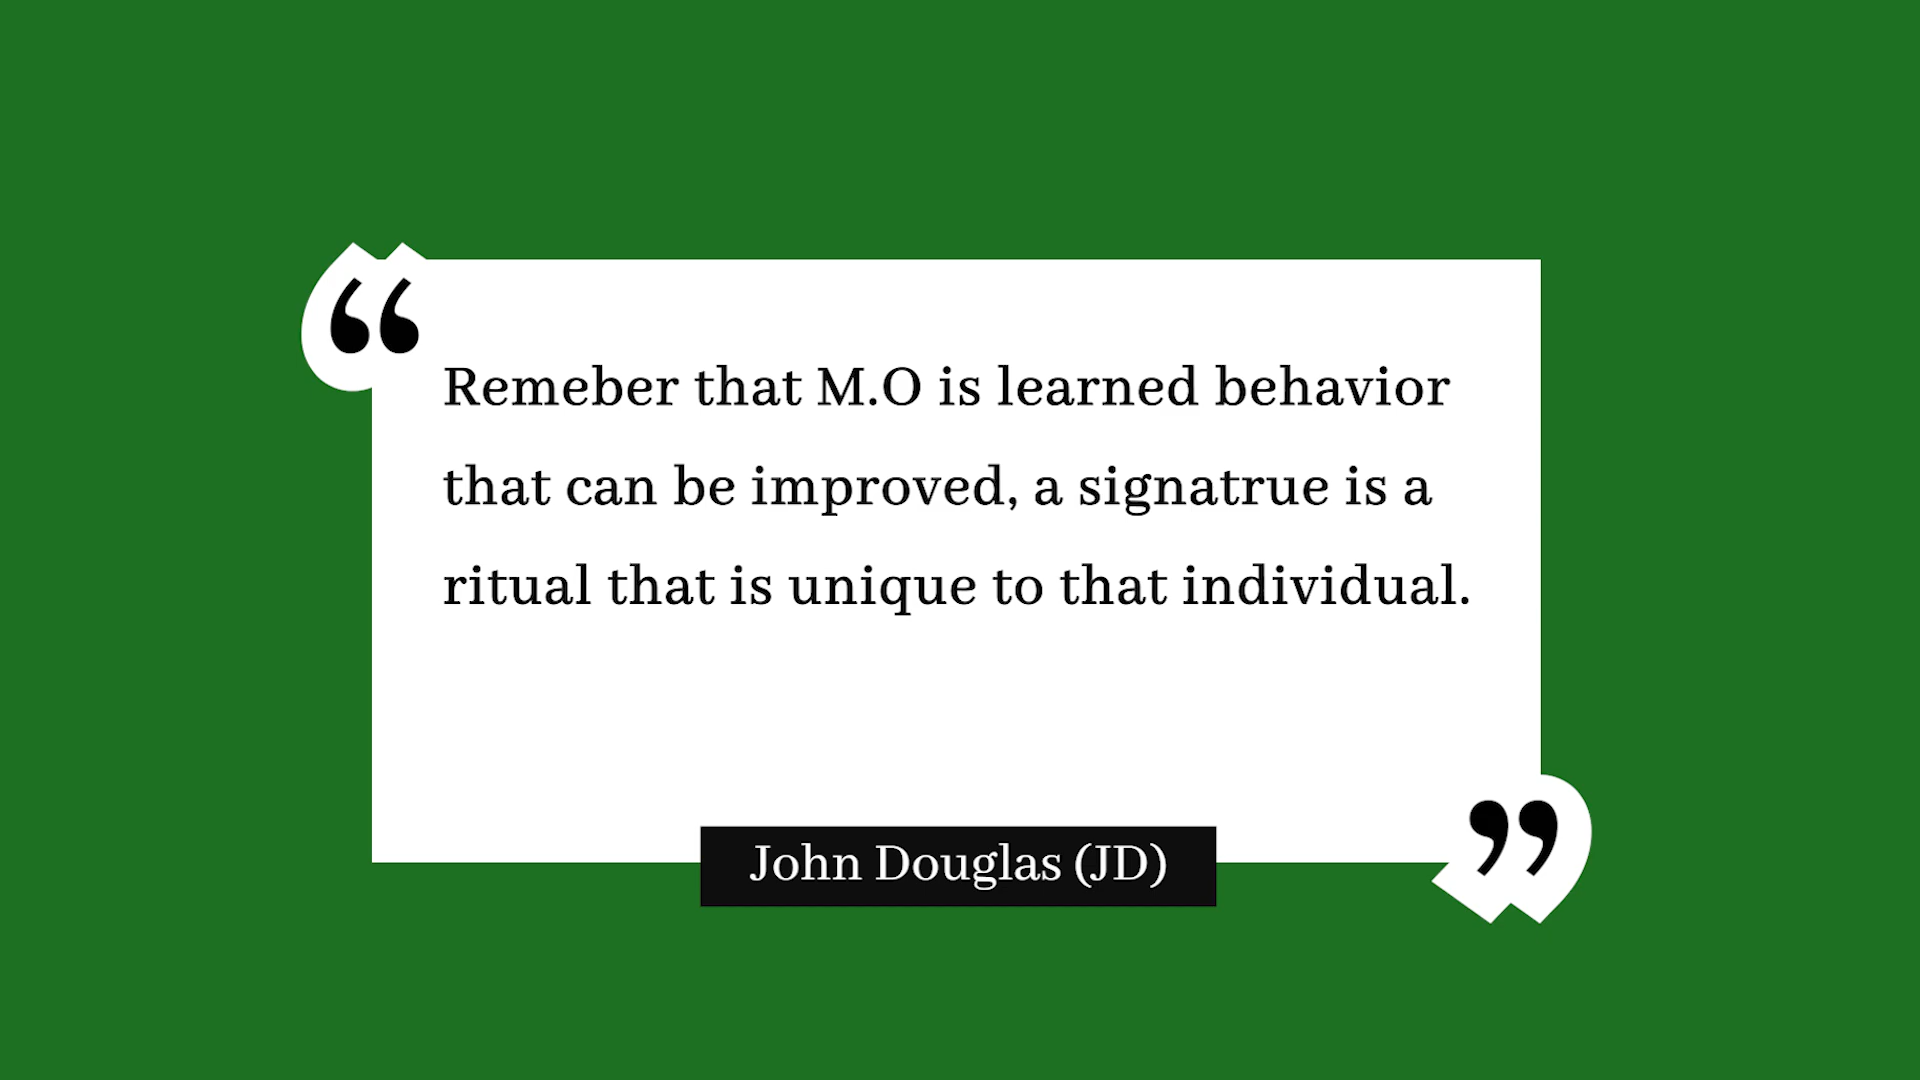 “
Remeber that M.O is learned behavior
that can be improved, a signatrue is a
ritual that is unique to that individual.
”
John Douglas (JD)